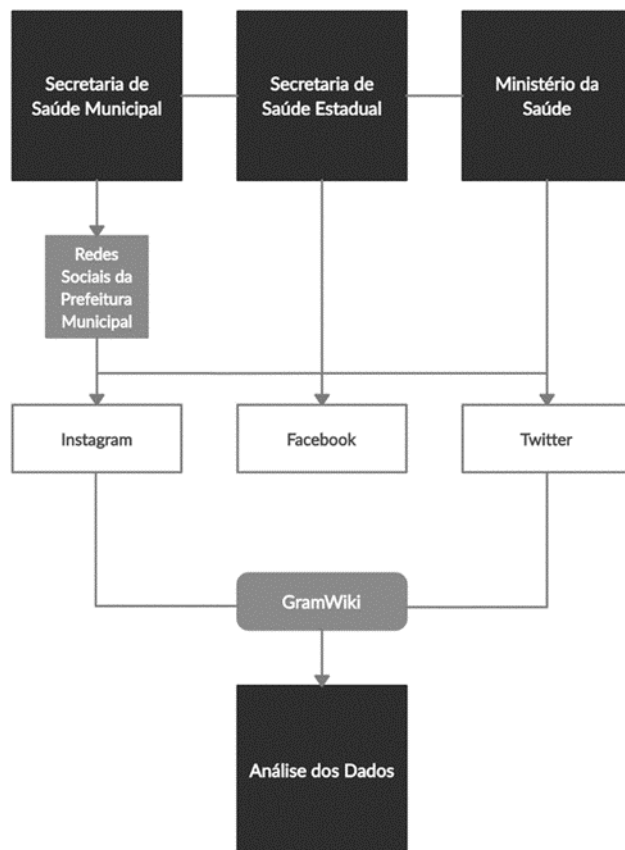 Secretaria de
Saúde Municipal
Secretaria de
Saúde Estadual
Ministério da
Saúde
Redes
Sociais da
Prefeitura
Municipal
Instagram
Facebook
Twitter
GramWiki
Análise dos Dados